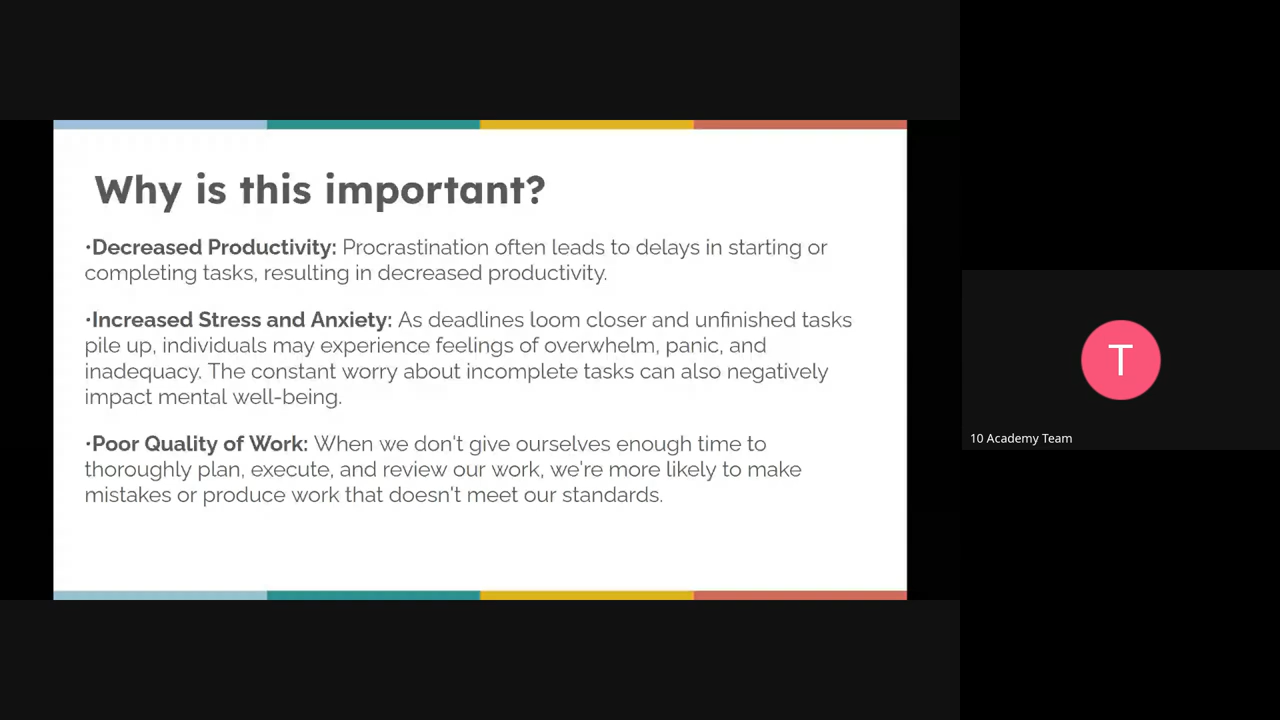 Why is this important?
•Decreased Productivity: Procrastination often leads to delays in starting or
completing tasks, resulting in decreased productivity.
•Increased Stress and Anxiety: As deadlines loom closer and unfinished tasks
pile up, individuals may experience feelings of overwhelm, panic, and
inadequacy. The constant worry about incomplete tasks can also negatively
impact mental well-being.
•Poor Quality of Work: When we don't give ourselves enough time to
thoroughly plan, execute, and review our work, we're more likely to make
mistakes or produce work that doesn't meet our standards.
T
10 Academy Team